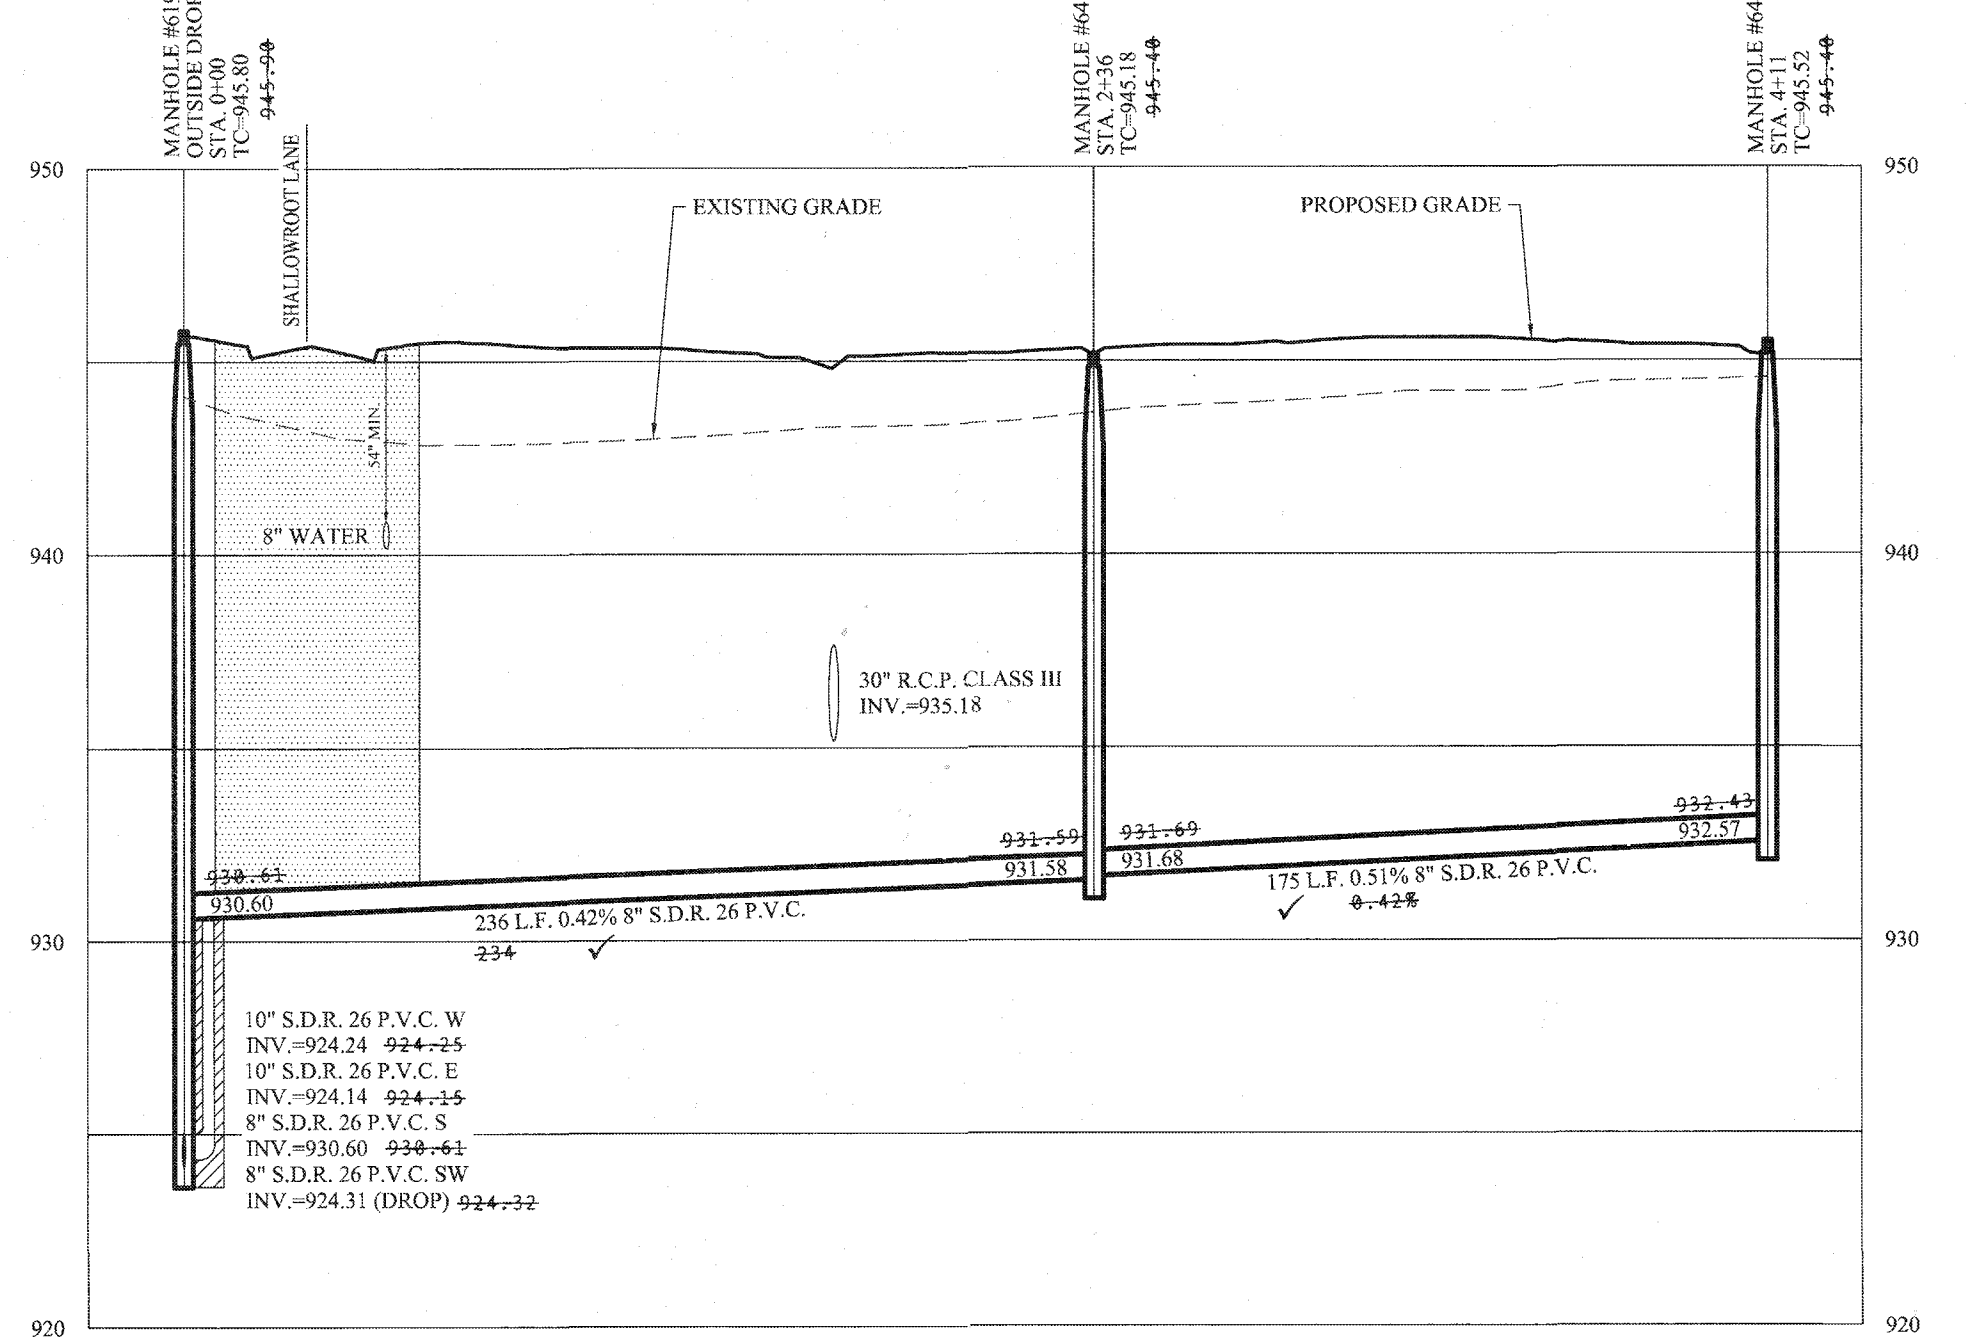 MANHOLE
OUTSIDE
STA. 0+00
TC=945.80
945.90
SHALLOWROOT LANE
MANHOLE
STA. 2+36
TC=945.18
945.40
MANHOLE
STA. 4+11
TC=945.52
945.40
950
950
EXISTING GRADE
PROPOSED GRADE
54" MIN.
8" WATER
940
940
30" R.C.P. CLASS III
INV.=935.18
930.61
930.60
931.59
931.58
931.69
931.68
932.43
932.57
236 L.F. 0.42% 8" S.D.R. 26 P.V.C.
234 ✓
175 L.F. 0.51% 8" S.D.R. 26 P.V.C.
✓ 0.42%
930
930
10" S.D.R. 26 P.V.C. W
INV.=924.24 924.25
10" S.D.R. 26 P.V.C. E
INV.=924.14 924.15
8" S.D.R. 26 P.V.C. S
INV.=930.60 930.61
8" S.D.R. 26 P.V.C. SW
INV.=924.31 (DROP) 924.32
920
920